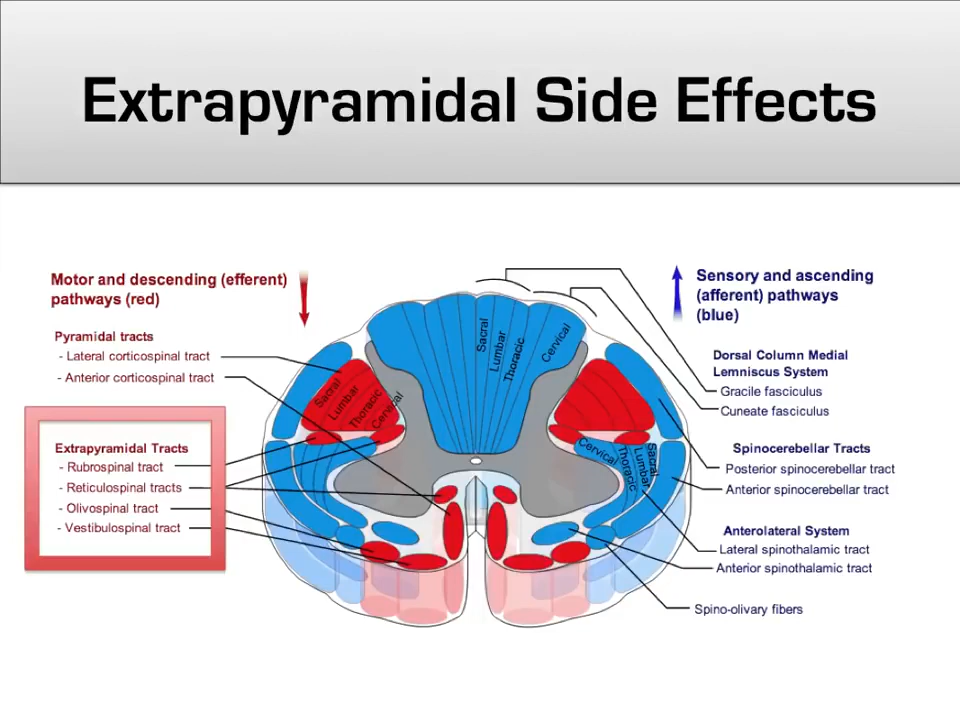 Extrapyramidal Side Effects
Motor and descending (efferent)
pathways (red)
Pyramidal tracts
- Lateral corticospinal tract
- Anterior corticospinal tract
Extrapyramidal Tracts
- Rubrospinal tract
- Reticulospinal tracts
- Olivospinal tract
- Vestibulospinal tract
Sacral
Lumbar
Thoracic
Cervical
Sacral
Lumbar
Thoracic
Cervical
Cervical
Thoracic
Lumbar
Sacral
Sensory and ascending
(afferent) pathways
(blue)
Dorsal Column Medial
Lemniscus System
Gracile fasciculus
Cuneate fasciculus
Spinocerebellar Tracts
Posterior spinocerebellar tract
Anterior spinocerebellar tract
Anterolateral System
Lateral spinothalamic tract
Anterior spinothalamic tract
Spino-olivary fibers